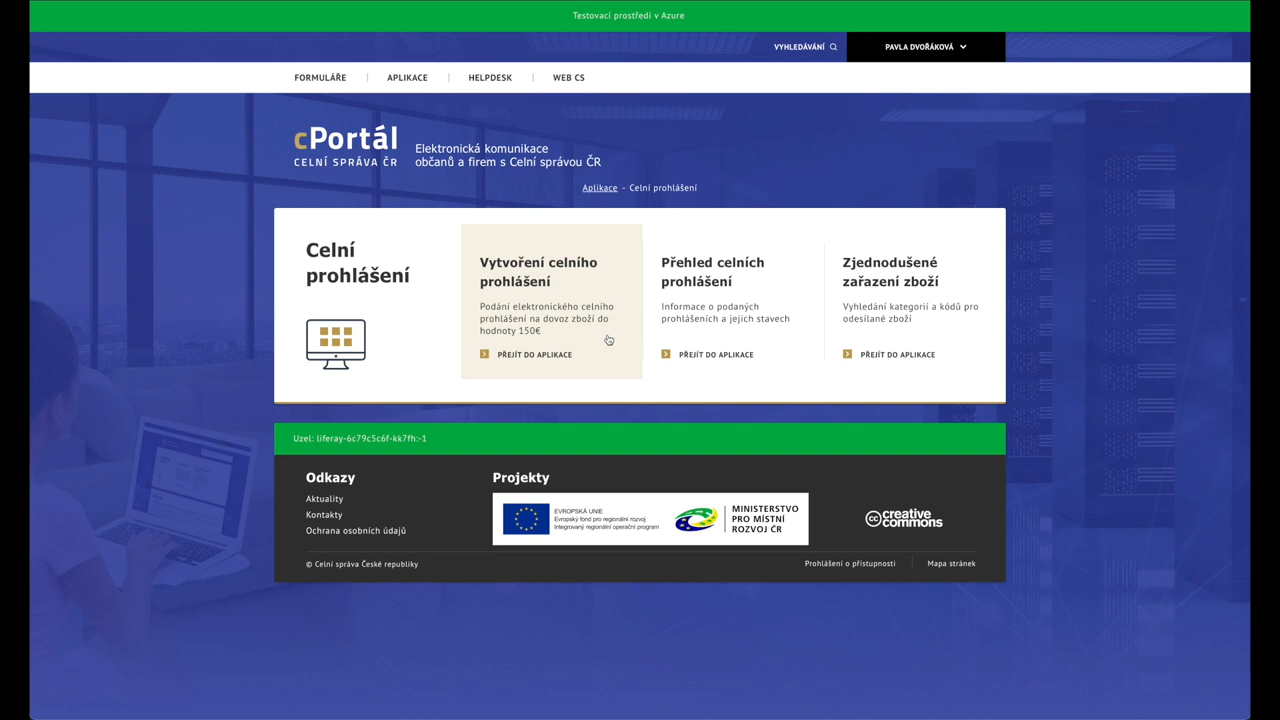 Testovací prostředí v Azure
VYHLEDÁVÁNÍ
PAVLA DVOŘÁKOVÁ
FORMULÁŘE
APLIKACE
HELPDESK
WEB CS
cPortál
CELNÍ SPRÁVA ČR
Elektronická komunikace
občanů a firem s Celní správou ČR
Aplikace - Celní prohlášení
Celní
prohlášení
Vytvoření celního
prohlášení
Podání elektronického celního
prohlášení na dovoz zboží do
hodnoty 150€
PŘEJÍT DO APLIKACE
Přehled celních
prohlášení
Informace o podaných
prohlášeních a jejich stavech
PŘEJÍT DO APLIKACE
Zjednodušené
zařazení zboží
Vyhledání kategorií a kódů pro
odesílané zboží
PŘEJÍT DO APLIKACE
Uzel: liferay-6c79c5c6f-kk7fh:-1
Odkazy
Aktuality
Kontakty
Ochrana osobních údajů
Projekty
EVROPSKÁ UNIE
Evropský fond pro regionální rozvoj
Integrovaný regionální operační program
MINISTERSTVO
PRO MÍSTNÍ
ROZVOJ ČR
cc creative
commons
© Celní správa České republiky
Prohlášení o přístupnosti
Mapa stránek